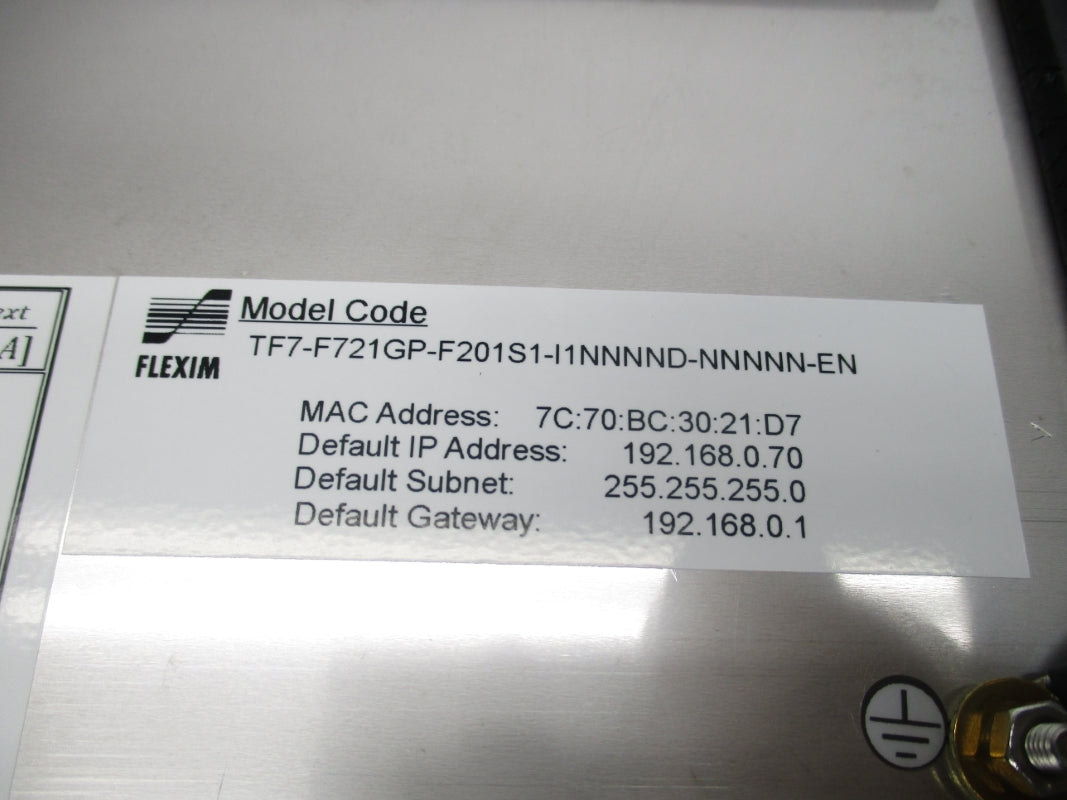 ext
A]
Model Code
FLEXIM
TF7-F721GP-F201S1-I1NNNND-NNNNN-EN
MAC Address: 7C:70:BC:30:21:D7
Default IP Address: 192.168.0.70
Default Subnet: 255.255.255.0
Default Gateway: 192.168.0.1